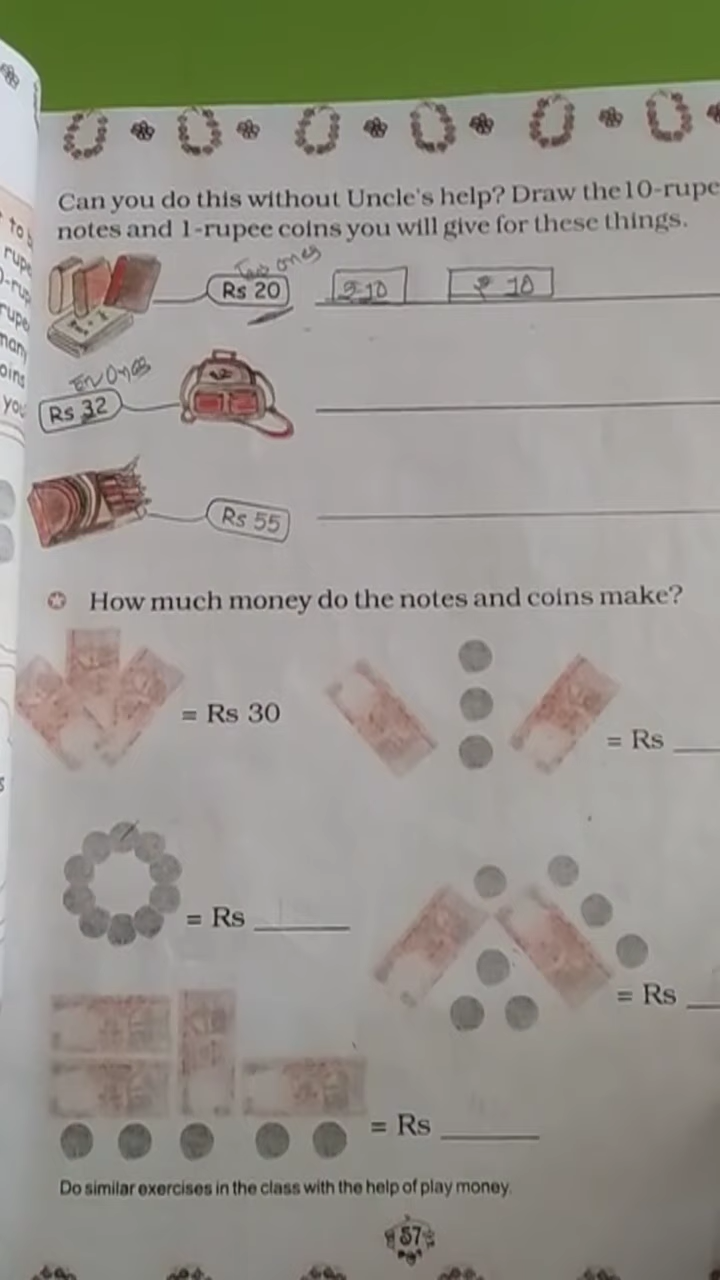 Can you do this without Uncle's help? Draw the 10-rupe
notes and 1-rupee coins you will give for these things.
Two ones
Rs 20
₹10
₹ 10
Rs 32
Rs 55
How much money do the notes and coins make?
= Rs 30
= Rs
= Rs
= Rs
= Rs
Do similar exercises in the class with the help of play money.
57